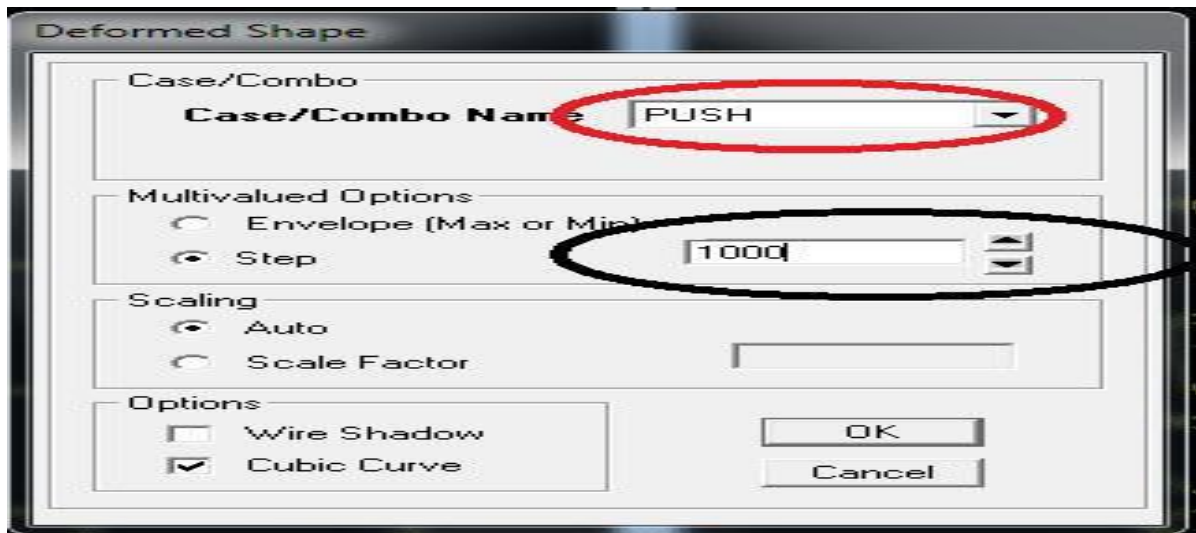 Deformed Shape
Case/Combo
Case/Combo Name PUSH
Multivalued Options
Envelope (Max or Min)
Step 1000
Scaling
Auto
Scale Factor
Options
Wire Shadow OK
Cubic Curve Cancel